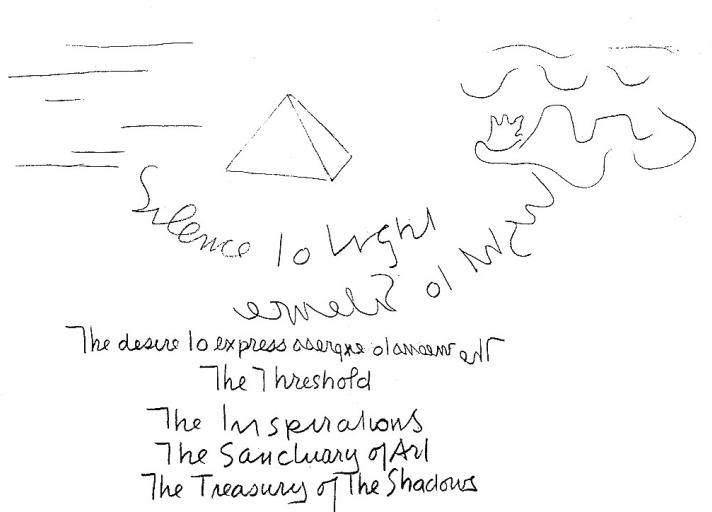 Silence to Light
Light to Silence
The desire to express
The Threshold
The Inspirations
The Sanctuary of Art
The Treasury of The Shadows